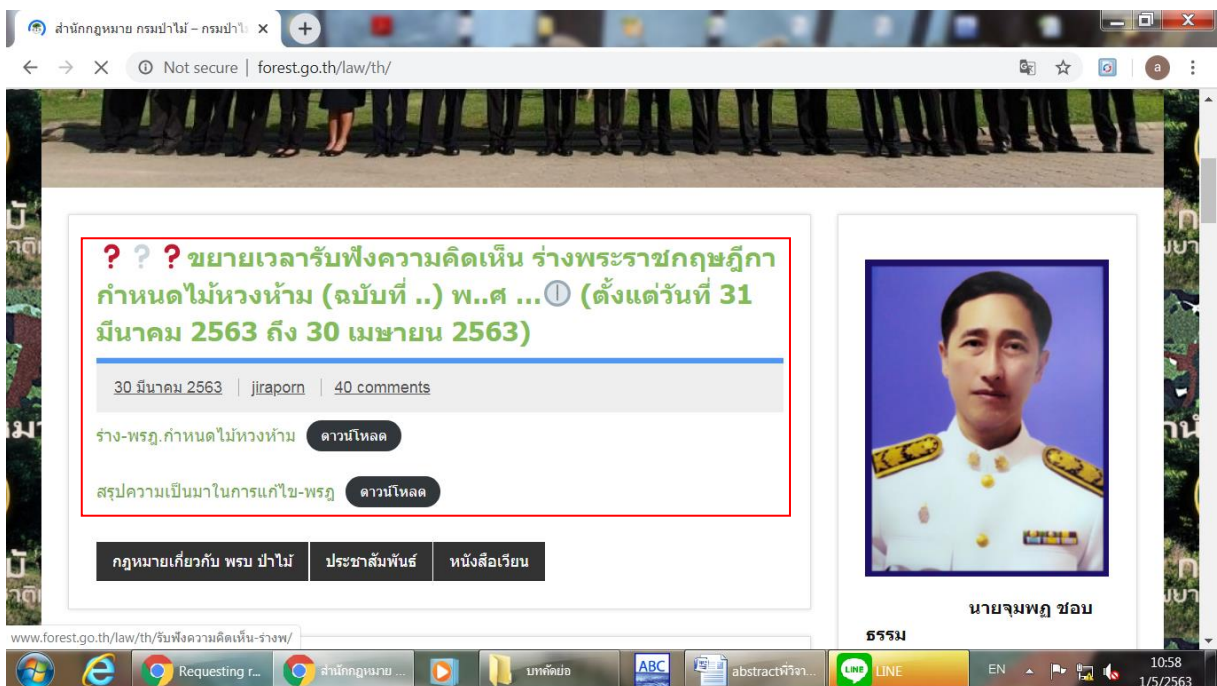 สำนักกฎหมาย กรมป่าไม้ – กรมป่าไ
Not secure | forest.go.th/law/th/
a
❓❔❓ขยายเวลารับฟังความคิดเห็น ร่างพระราชกฤษฎีกา
กำหนดไม้หวงห้าม (ฉบับที่ ..) พ..ศ ... (ตั้งแต่วันที่ 31
มีนาคม 2563 ถึง 30 เมษายน 2563)
30 มีนาคม 2563 | jiraporn | 40 comments
ร่าง-พรฎ.กำหนดไม้หวงห้าม ดาวน์โหลด
สรุปความเป็นมาในการแก้ไข-พรฎ ดาวน์โหลด
กฎหมายเกี่ยวกับ พรบ ป่าไม้ ประชาสัมพันธ์ หนังสือเวียน
นายจุมพฏ ชอบ
ธรรม
www.forest.go.th/law/th/รับฟังความคิดเห็น-ร่างพ/
Requesting r... สำนักกฎหมาย ... บทคัดย่อ ABC abstractพี่วิจา... LINE LINE EN 10:58
1/5/2563